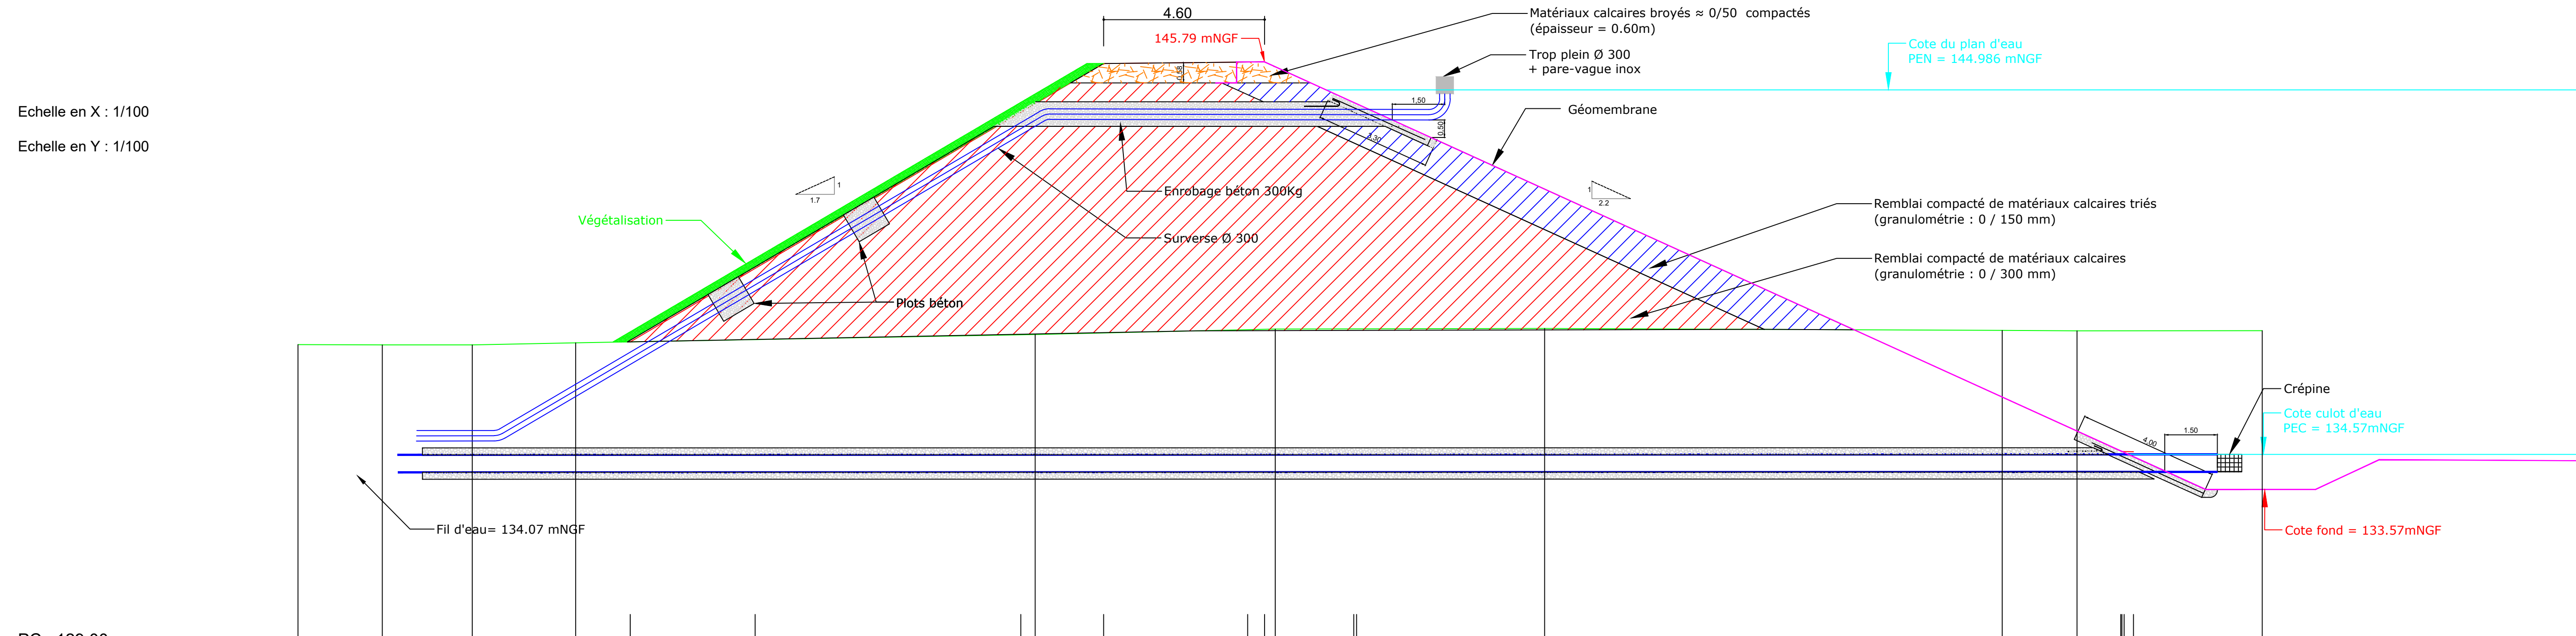 4.60
145.79 mNGF
Matériaux calcaires broyés ≈ 0/50 compactés
(épaisseur = 0.60m)
Trop plein Ø 300
+ pare-vague inox
Cote du plan d'eau
PEN = 144.986 mNGF
0.58
Echelle en X : 1/100
Echelle en Y : 1/100
1,50
0.50
3.30
Géomembrane
Enrobage béton 300Kg
1
1.7
1
2.2
Végétalisation
Surverse Ø 300
Remblai compacté de matériaux calcaires triés
(granulométrie : 0 / 150 mm)
Remblai compacté de matériaux calcaires
(granulométrie : 0 / 300 mm)
Plots béton
Crépine
Cote culot d'eau
PEC = 134.57mNGF
1.50
4.00
Fil d'eau= 134.07 mNGF
Cote fond = 133.57mNGF